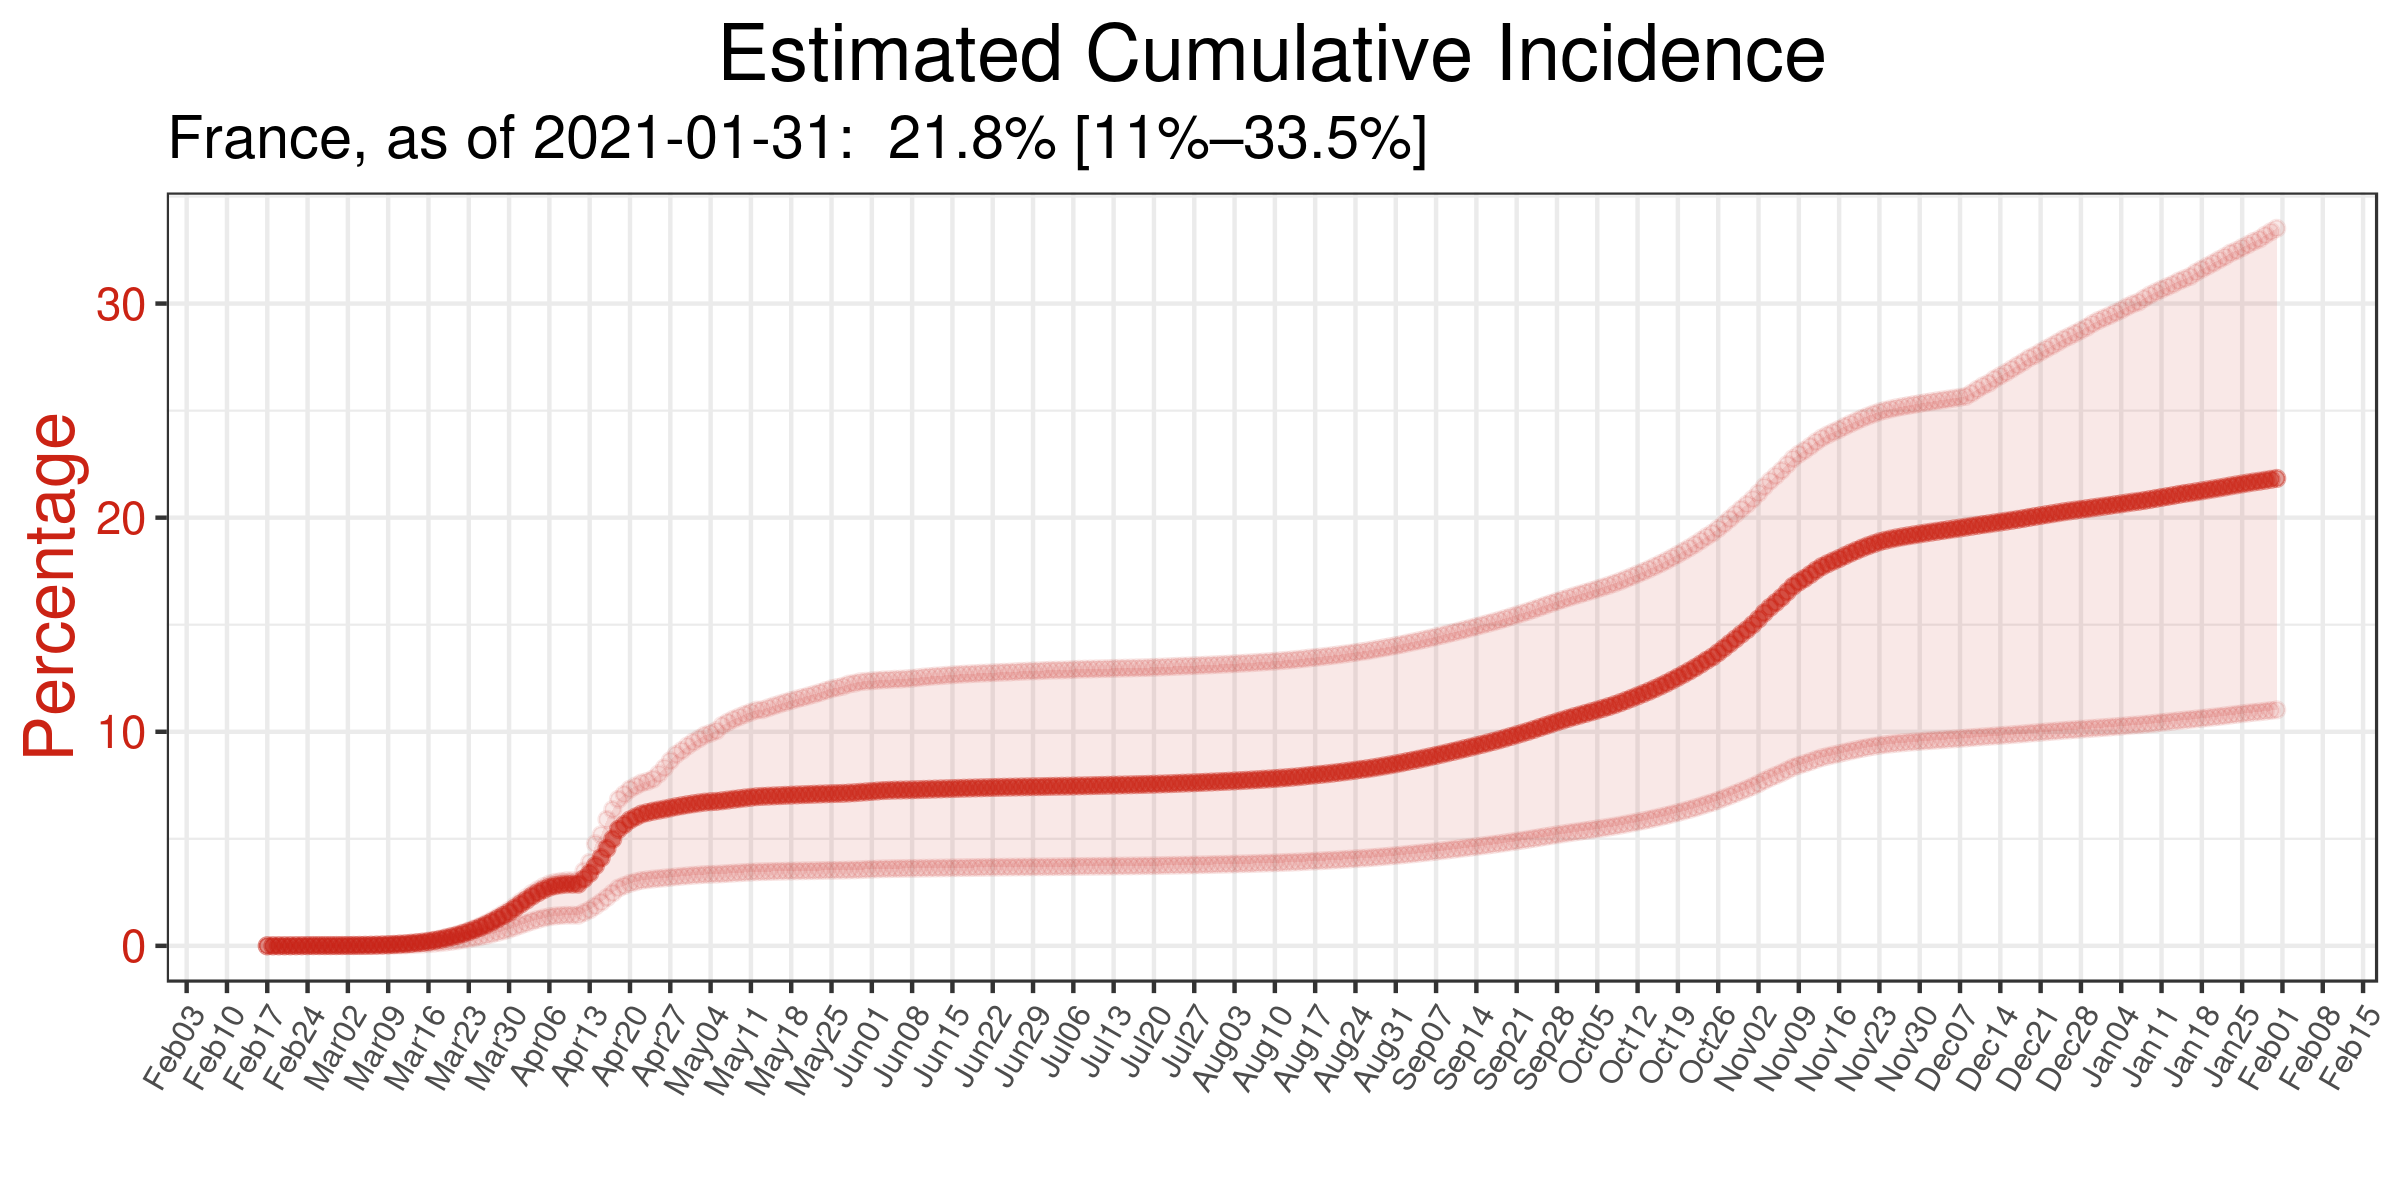 Estimated Cumulative Incidence
France, as of 2021-01-31:  21.8% [11%–33.5%]
Percentage
30
20
10
0
Feb03
Feb10
Feb17
Feb24
Mar02
Mar09
Mar16
Mar23
Mar30
Apr06
Apr13
Apr20
Apr27
May04
May11
May18
May25
Jun01
Jun08
Jun15
Jun22
Jun29
Jul06
Jul13
Jul20
Jul27
Aug03
Aug10
Aug17
Aug24
Aug31
Sep07
Sep14
Sep21
Sep28
Oct05
Oct12
Oct19
Oct26
Nov02
Nov09
Nov16
Nov23
Nov30
Dec07
Dec14
Dec21
Dec28
Jan04
Jan11
Jan18
Jan25
Feb01
Feb08
Feb15